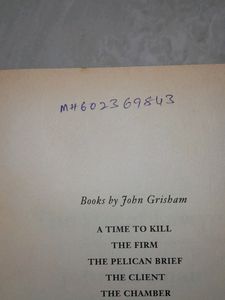 MH602369843
Books by John Grisham
A TIME TO KILL
THE FIRM
THE PELICAN BRIEF
THE CLIENT
THE CHAMBER